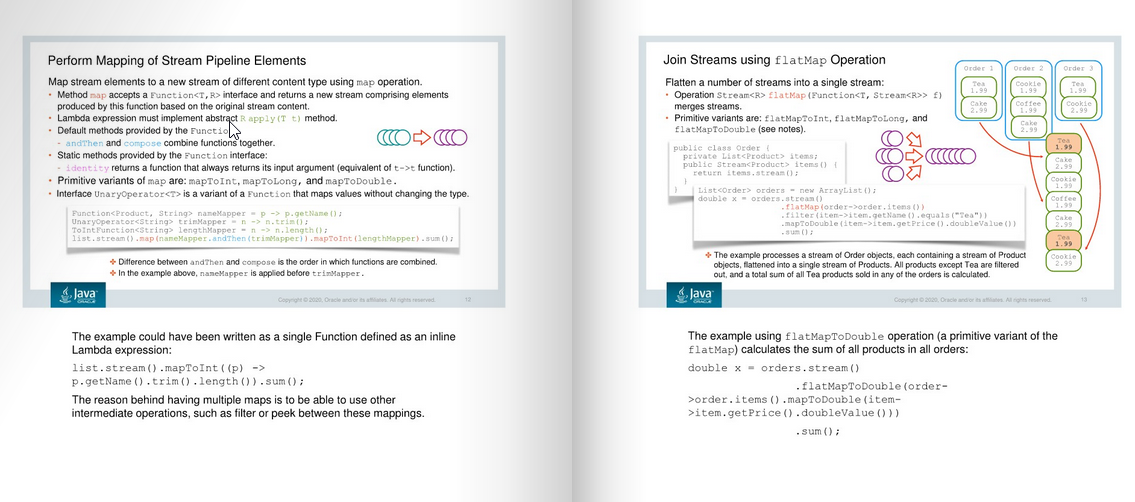 Perform Mapping of Stream Pipeline Elements
Map stream elements to a new stream of different content type using map operation.
• Method map accepts a Function<T,R> interface and returns a new stream comprising elements
produced by this function based on the original stream content.
• Lambda expression must implement abstract R apply(T t) method.
• Default methods provided by the Function
- andThen and compose combine functions together.
• Static methods provided by the Function interface:
- identity returns a function that always returns its input argument (equivalent of t->t function).
• Primitive variants of map are: mapToInt, mapToLong, and mapToDouble.
• Interface UnaryOperator<T> is a variant of a Function that maps values without changing the type.
Function<Product, String> nameMapper = p -> p.getName();
UnaryOperator<String> trimMapper = n -> n.trim();
ToIntFunction<String> lengthMapper = n -> n.length();
list.stream().map(nameMapper.andThen(trimMapper)).mapToInt(lengthMapper).sum();
❖ Difference between andThen and compose is the order in which functions are combined.
❖ In the example above, nameMapper is applied before trimMapper.
Java
ORACLE
Copyright © 2020, Oracle and/or its affiliates. All rights reserved.
12
The example could have been written as a single Function defined as an inline
Lambda expression:
list.stream().mapToInt((p) ->
p.getName().trim().length()).sum();
The reason behind having multiple maps is to be able to use other
intermediate operations, such as filter or peek between these mappings.
Join Streams using flatMap Operation
Flatten a number of streams into a single stream:
• Operation Stream<R> flatMap(Function<T, Stream<R>> f)
merges streams.
• Primitive variants are: flatMapToInt, flatMapToLong, and
flatMapToDouble (see notes).
public class Order {
private List<Product> items;
public Stream<Product> items() {
return items.stream();
}
}
List<Order> orders = new ArrayList();
double x = orders.stream()
.flatMap(order->order.items())
.filter(item->item.getName().equals("Tea"))
.mapToDouble(item->item.getPrice().doubleValue())
.sum();
Order 1
Tea
1.99
Cake
2.99
Order 2
Cookie
1.99
Coffee
1.99
Cake
2.99
Order 3
Tea
1.99
Cookie
2.99
Tea
1.99
Cake
2.99
Cookie
1.99
Coffee
1.99
Cake
2.99
Tea
1.99
Cookie
2.99
❖ The example processes a stream of Order objects, each containing a stream of Product
objects, flattened into a single stream of Products. All products except Tea are filtered
out, and a total sum of all Tea products sold in any of the orders is calculated.
Java
ORACLE
Copyright © 2020, Oracle and/or its affiliates. All rights reserved.
13
The example using flatMapToDouble operation (a primitive variant of the
flatMap) calculates the sum of all products in all orders:
double x = orders.stream()
.flatMapToDouble(order-
>order.items().mapToDouble(item-
>item.getPrice().doubleValue()))
.sum();